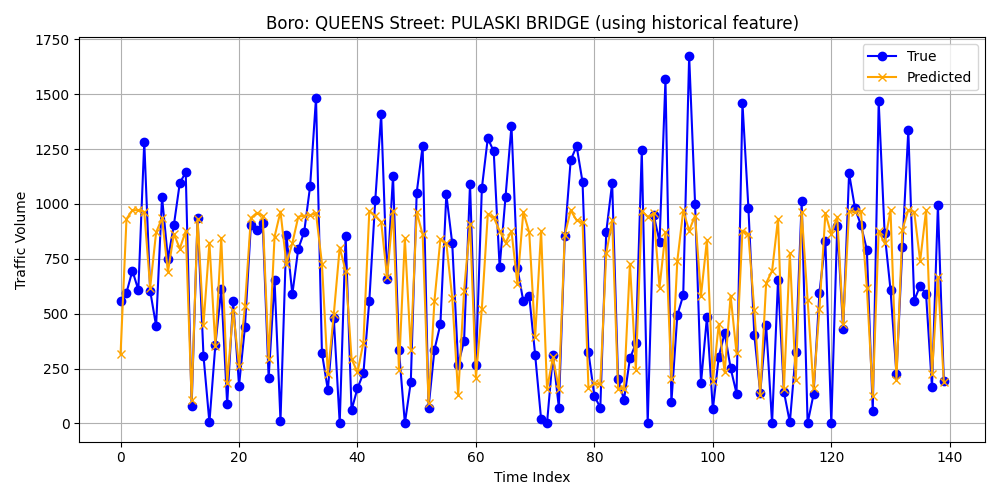 Boro: QUEENS Street: PULASKI BRIDGE (using historical feature)
True
Predicted
Traffic Volume
1750
1500
1250
1000
750
500
250
0
0 20 40 60 80 100 120 140
Time Index